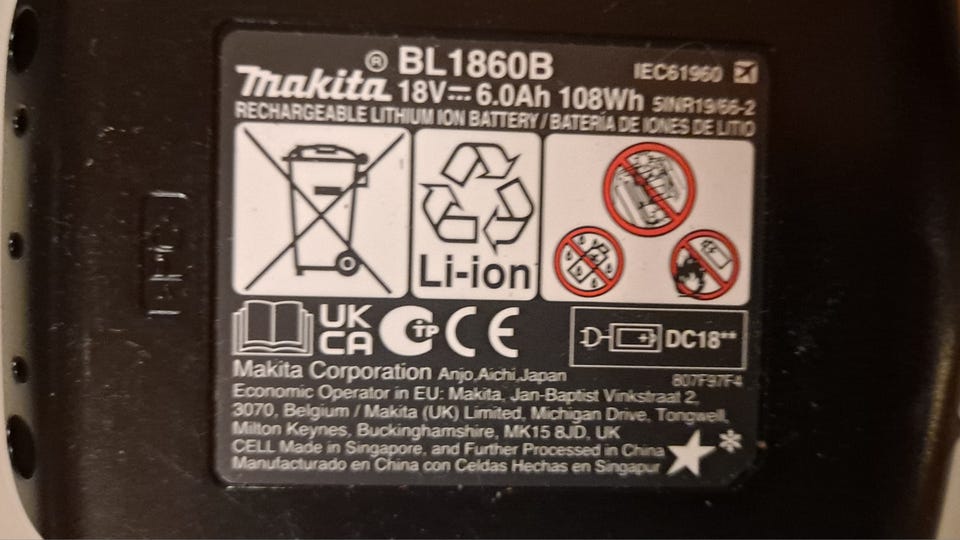 ® BL1860B IEC61960
makita 18V 6.0Ah 108Wh 5INR19/66-2
RECHARGEABLE LITHIUM ION BATTERY / BATERÍA DE IONES DE LITIO
Li-ion
UK
CA
CTP
CE
DC18**
Makita Corporation Anjo,Aichi,Japan
807F97F4
Economic Operator in EU: Makita, Jan-Baptist Vinkstraat 2,
3070, Belgium / Makita (UK) Limited, Michigan Drive, Tongwell,
Milton Keynes, Buckinghamshire, MK15 8JD, UK
CELL Made in Singapore, and Further Processed in China
Manufacturado en China con Celdas Hechas en Singapur